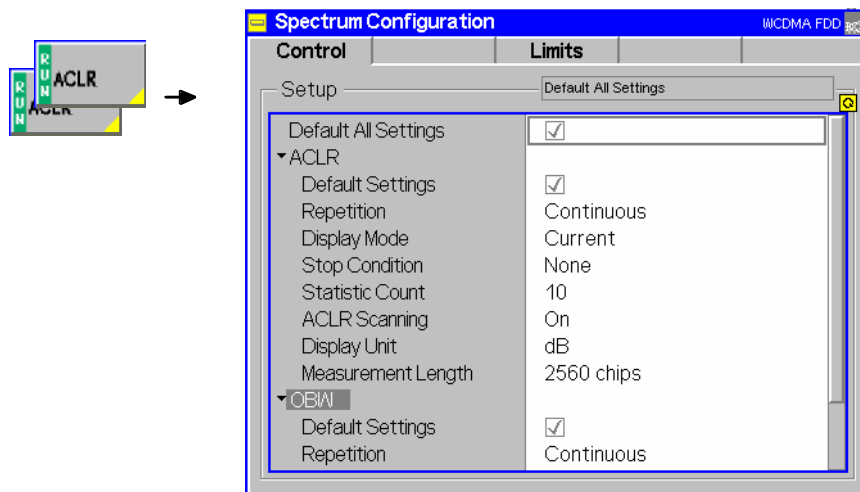 RUN ACLR
RUN ACLR
Spectrum Configuration WCDMA FDD
Control Limits
Setup Default All Settings
Default All Settings
ACLR
Default Settings
Repetition Continuous
Display Mode Current
Stop Condition None
Statistic Count 10
ACLR Scanning On
Display Unit dB
Measurement Length 2560 chips
OBW
Default Settings
Repetition Continuous